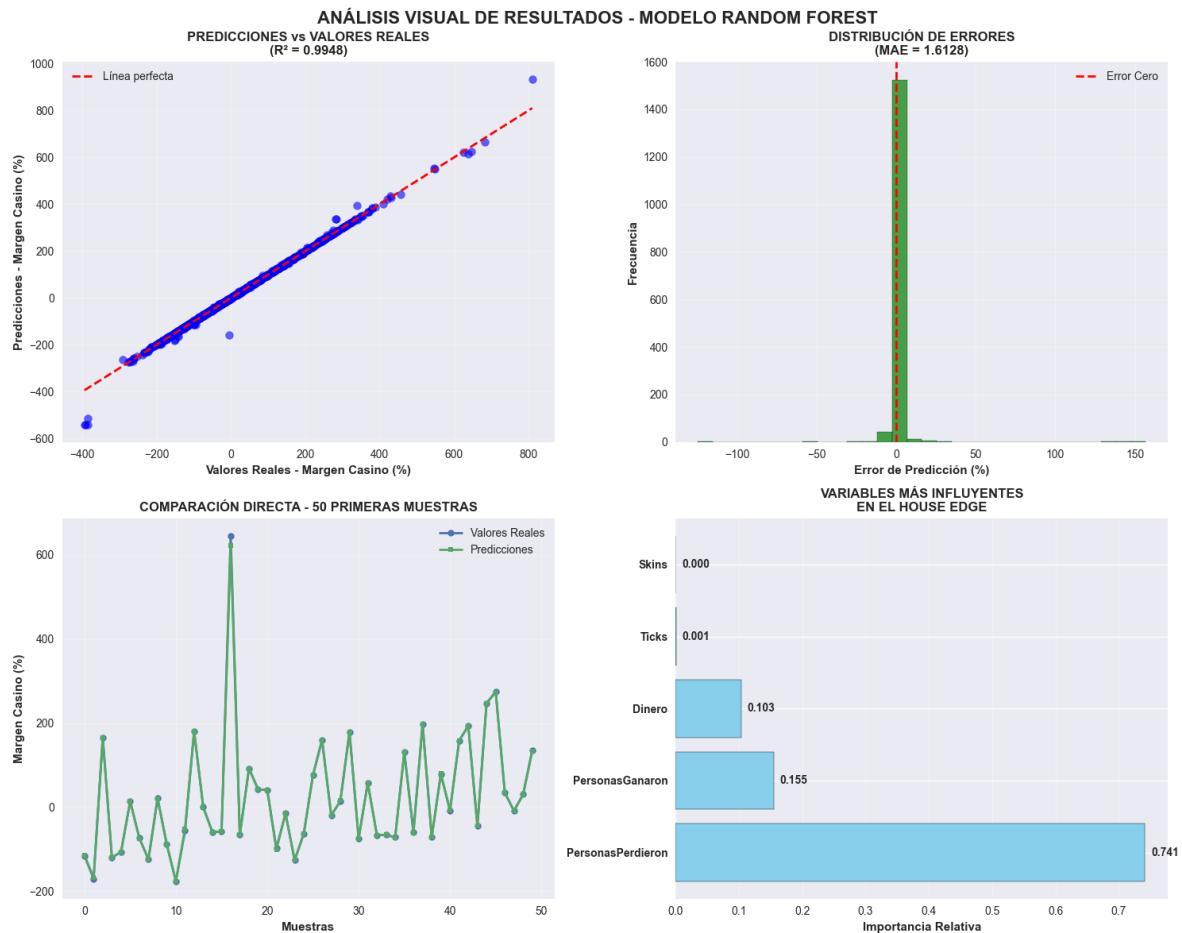 ANÁLISIS VISUAL DE RESULTADOS - MODELO RANDOM FOREST
PREDICCIONES vs VALORES REALES
(R² = 0.9948)
Línea perfecta
1000
800
600
400
200
0
−200
−400
−600
Predicciones - Margen Casino (%)
−400
−200
0
200
400
600
800
Valores Reales - Margen Casino (%)
DISTRIBUCIÓN DE ERRORES
(MAE = 1.6128)
Error Cero
1600
1400
1200
1000
800
600
400
200
0
Frecuencia
−100
−50
0
50
100
150
Error de Predicción (%)
COMPARACIÓN DIRECTA - 50 PRIMERAS MUESTRAS
Valores Reales
Predicciones
600
400
200
0
−200
Margen Casino (%)
0
10
20
30
40
50
Muestras
VARIABLES MÁS INFLUYENTES
EN EL HOUSE EDGE
Skins
0.000
Ticks
0.001
Dinero
0.103
PersonasGanaron
0.155
PersonasPerdieron
0.741
0.0
0.1
0.2
0.3
0.4
0.5
0.6
0.7
Importancia Relativa